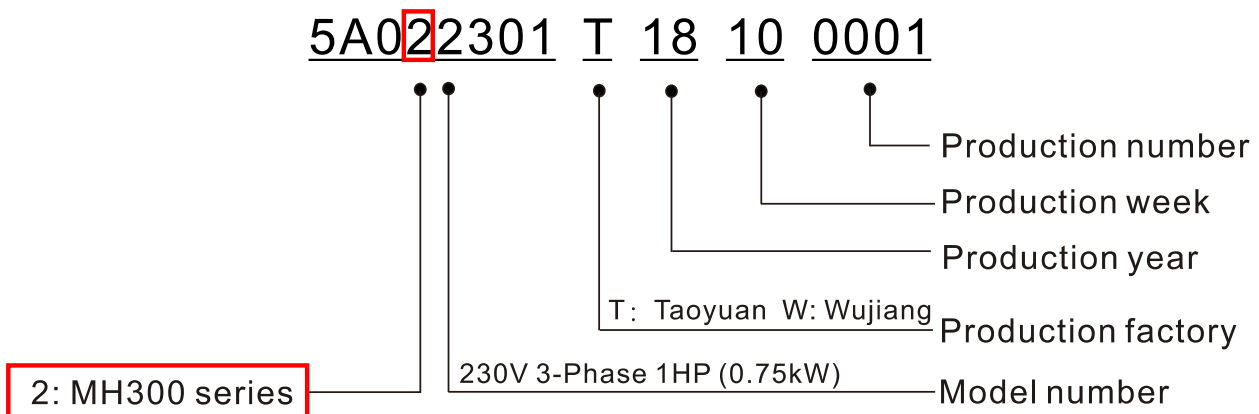 5A022301 T 18 10 0001
Production number
Production week
Production year
T: Taoyuan W: Wujiang
Production factory
230V 3-Phase 1HP (0.75kW)
2: MH300 series
Model number